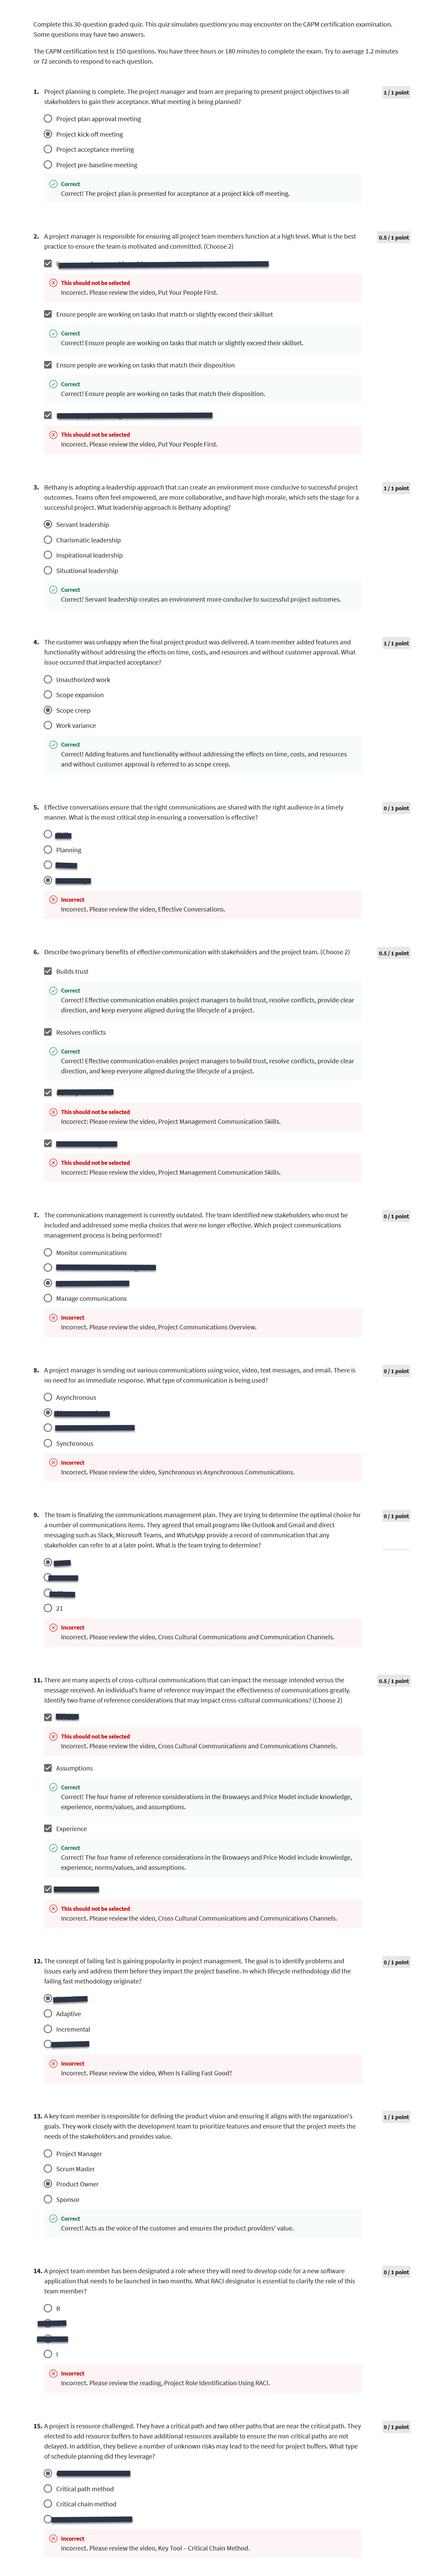 Complete this 30-question graded quiz. This quiz simulates questions you may encounter on the CAPM certification examination.
Some questions may have two answers.
The CAPM certification test is 150 questions. You have three hours or 180 minutes to complete the exam. Try to average 1.2 minutes
or 72 seconds to respond to each question.
1. Project planning is complete. The project manager and team are preparing to present project objectives to all
stakeholders to gain their acceptance. What meeting is being planned?
1 / 1 point
Project plan approval meeting
Project kick-off meeting
Project acceptance meeting
Project pre-baseline meeting
Correct
Correct! The project plan is presented for acceptance at a project kick-off meeting.
2. A project manager is responsible for ensuring all project team members function at a high level. What is the best
practice to ensure the team is motivated and committed. (Choose 2)
0.5 / 1 point
This should not be selected
Incorrect. Please review the video, Put Your People First.
Ensure people are working on tasks that match or slightly exceed their skillset
Correct
Correct! Ensure people are working on tasks that match or slightly exceed their skillset.
Ensure people are working on tasks that match their disposition
Correct
Correct! Ensure people are working on tasks that match their disposition.
This should not be selected
Incorrect. Please review the video, Put Your People First.
3. Bethany is adopting a leadership approach that can create an environment more conducive to successful project
outcomes. Teams often feel empowered, are more collaborative, and have high morale, which sets the stage for a
successful project. What leadership approach is Bethany adopting?
1 / 1 point
Servant leadership
Charismatic leadership
Inspirational leadership
Situational leadership
Correct
Correct! Servant leadership creates an environment more conducive to successful project outcomes.
4. The customer was unhappy when the final project product was delivered. A team member added features and
functionality without addressing the effects on time, costs, and resources and without customer approval. What
issue occurred that impacted acceptance?
1 / 1 point
Unauthorized work
Scope expansion
Scope creep
Work variance
Correct
Correct! Adding features and functionality without addressing the effects on time, costs, and resources
and without customer approval is referred to as scope creep.
5. Effective conversations ensure that the right communications are shared with the right audience in a timely
manner. What is the most critical step in ensuring a conversation is effective?
0 / 1 point
Planning
Incorrect
Incorrect. Please review the video, Effective Conversations.
6. Describe two primary benefits of effective communication with stakeholders and the project team. (Choose 2)
0.5 / 1 point
Builds trust
Correct
Correct! Effective communication enables project managers to build trust, resolve conflicts, provide clear
direction, and keep everyone aligned during the lifecycle of a project.
Resolves conflicts
Correct
Correct! Effective communication enables project managers to build trust, resolve conflicts, provide clear
direction, and keep everyone aligned during the lifecycle of a project.
This should not be selected
Incorrect: Please review the video, Project Management Communication Skills.
This should not be selected
Incorrect: Please review the video, Project Management Communication Skills.
7. The communications management is currently outdated. The team identified new stakeholders who must be
included and addressed some media choices that were no longer effective. Which project communications
management process is being performed?
0 / 1 point
Monitor communications
Manage communications
Incorrect
Incorrect. Please review the video, Project Communications Overview.
8. A project manager is sending out various communications using voice, video, text messages, and email. There is
no need for an immediate response. What type of communication is being used?
0 / 1 point
Asynchronous
Synchronous
Incorrect
Incorrect. Please review the video, Synchronous vs Asynchronous Communications.
9. The team is finalizing the communications management plan. They are trying to determine the optimal choice for
a number of communications items. They agreed that email programs like Outlook and Gmail and direct
messaging such as Slack, Microsoft Teams, and WhatsApp provide a record of communication that any
stakeholder can refer to at a later point. What is the team trying to determine?
0 / 1 point
21
Incorrect
Incorrect. Please review the video, Cross Cultural Communications and Communication Channels.
11. There are many aspects of cross-cultural communications that can impact the message intended versus the
message received. An individual's frame of reference may impact the effectiveness of communications greatly.
Identify two frame of reference considerations that may impact cross-cultural communications? (Choose 2)
0.5 / 1 point
This should not be selected
Incorrect. Please review the video, Cross Cultural Communications and Communications Channels.
Assumptions
Correct
Correct! The four frame of reference considerations in the Browaeys and Price Model include knowledge,
experience, norms/values, and assumptions.
Experience
Correct
Correct! The four frame of reference considerations in the Browaeys and Price Model include knowledge,
experience, norms/values, and assumptions.
This should not be selected
Incorrect. Please review the video, Cross Cultural Communications and Communications Channels.
12. The concept of failing fast is gaining popularity in project management. The goal is to identify problems and
issues early and address them before they impact the project baseline. In which lifecycle methodology did the
failing fast methodology originate?
0 / 1 point
Adaptive
Incremental
Incorrect
Incorrect. Please review the video, When Is Failing Fast Good?
13. A key team member is responsible for defining the product vision and ensuring it aligns with the organization's
goals. They work closely with the development team to prioritize features and ensure that the project meets the
needs of the stakeholders and provides value.
1 / 1 point
Project Manager
Scrum Master
Product Owner
Sponsor
Correct
Correct! Acts as the voice of the customer and ensures the product providers' value.
14. A project team member has been designated a role where they will need to develop code for a new software
application that needs to be launched in two months. What RACI designator is essential to clarify the role of this
team member?
0 / 1 point
R
I
Incorrect
Incorrect. Please review the reading, Project Role Identification Using RACI.
15. A project is resource challenged. They have a critical path and two other paths that are near the critical path. They
elected to add resource buffers to have additional resources available to ensure the non-critical paths are not
delayed. In addition, they believe a number of unknown risks may lead to the need for project buffers. What type
of schedule planning did they leverage?
0 / 1 point
Critical path method
Critical chain method
Incorrect
Incorrect. Please review the video, Key Tool – Critical Chain Method.